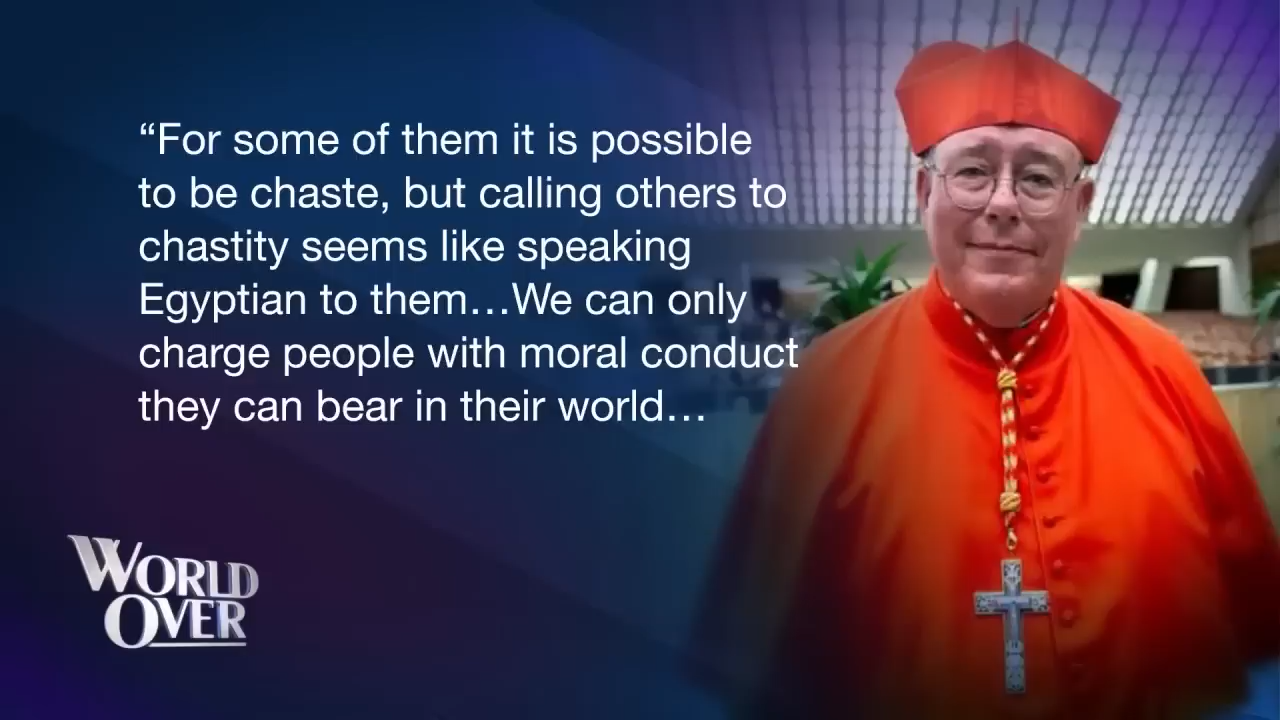 “For some of them it is possible
to be chaste, but calling others to
chastity seems like speaking
Egyptian to them…We can only
charge people with moral conduct
they can bear in their world…
WORLD
OVER